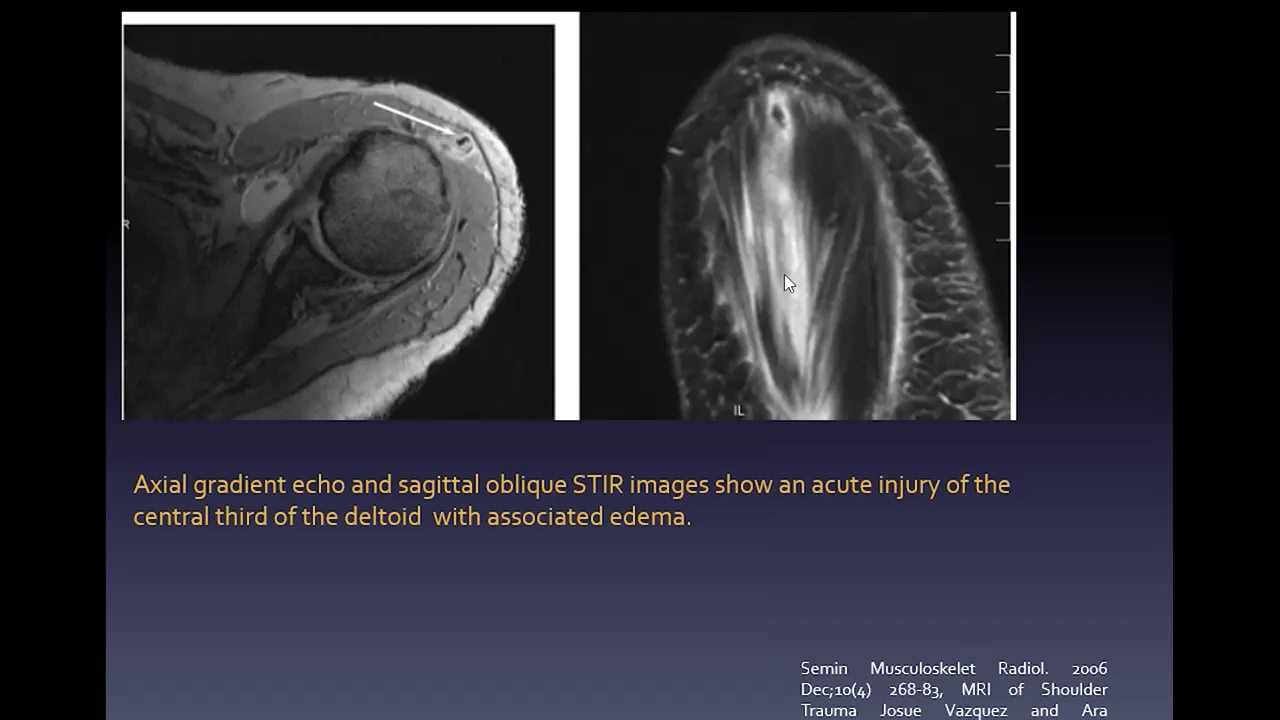 R
IL
Axial gradient echo and sagittal oblique STIR images show an acute injury of the
central third of the deltoid with associated edema.
Semin Musculoskelet Radiol. 2006
Dec;10(4) 268-83, MRI of Shoulder
Trauma Josue Vazquez and Ara